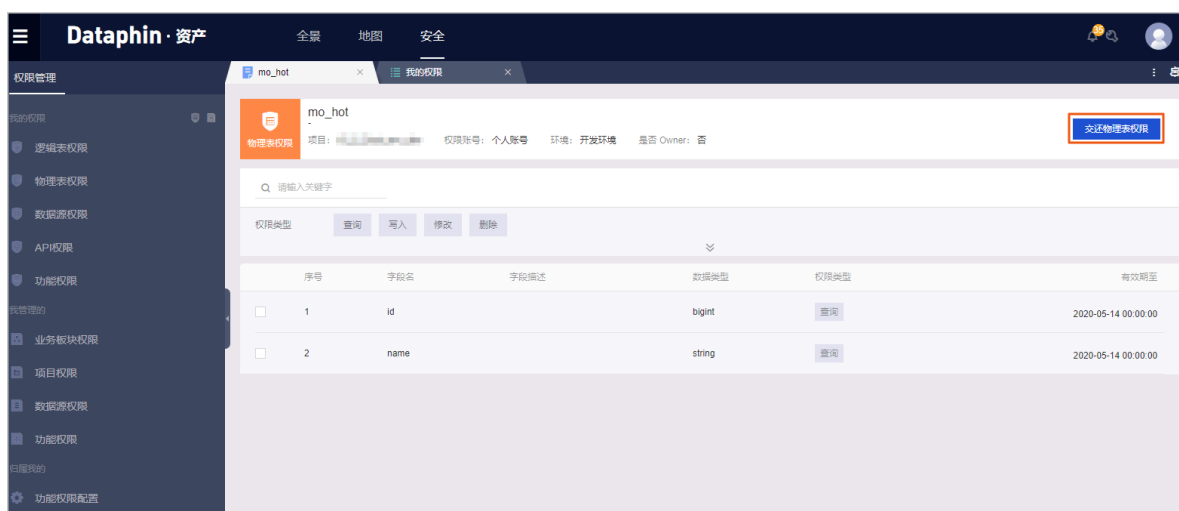 Dataphin · 资产 全景 地图 安全 35
权限管理 mo_hot × 我的权限 ×
我的权限
逻辑表权限
物理表权限
数据源权限
API权限
功能权限
我管理的
业务板块权限
项目权限
数据源权限
功能权限
归属我的
功能权限配置
物理表权限
mo_hot
-
项目: 权限账号: 个人账号 环境: 开发环境 是否 Owner: 否
交还物理表权限
请输入关键字
权限类型 查询 写入 修改 删除
序号 字段名 字段描述 数据类型 权限类型 有效期至
1 id bigint 查询 2020-05-14 00:00:00
2 name string 查询 2020-05-14 00:00:00